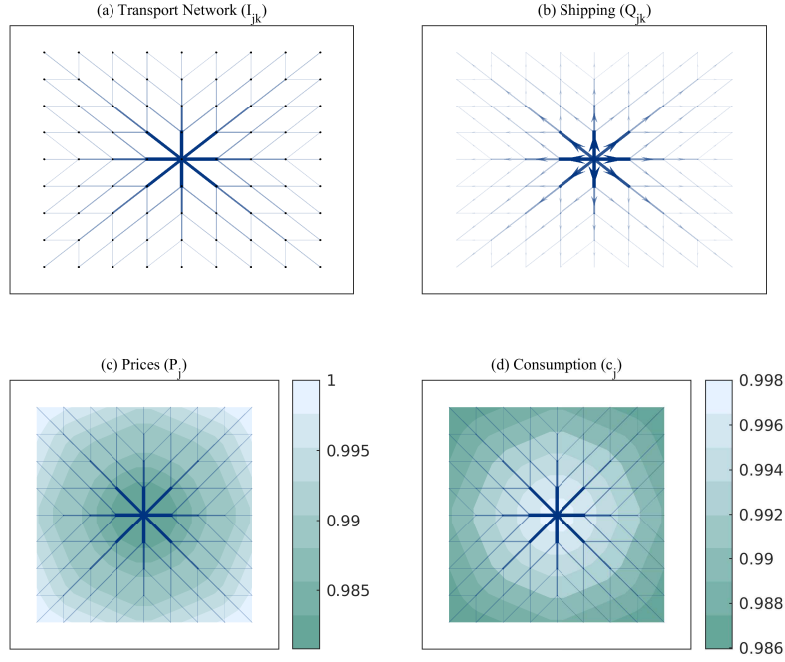 (a) Transport Network (I_jk)
(b) Shipping (Q_jk)
(c) Prices (P_j)
(d) Consumption (c_j)
1
0.995
0.99
0.985
0.998
0.996
0.994
0.992
0.99
0.988
0.986